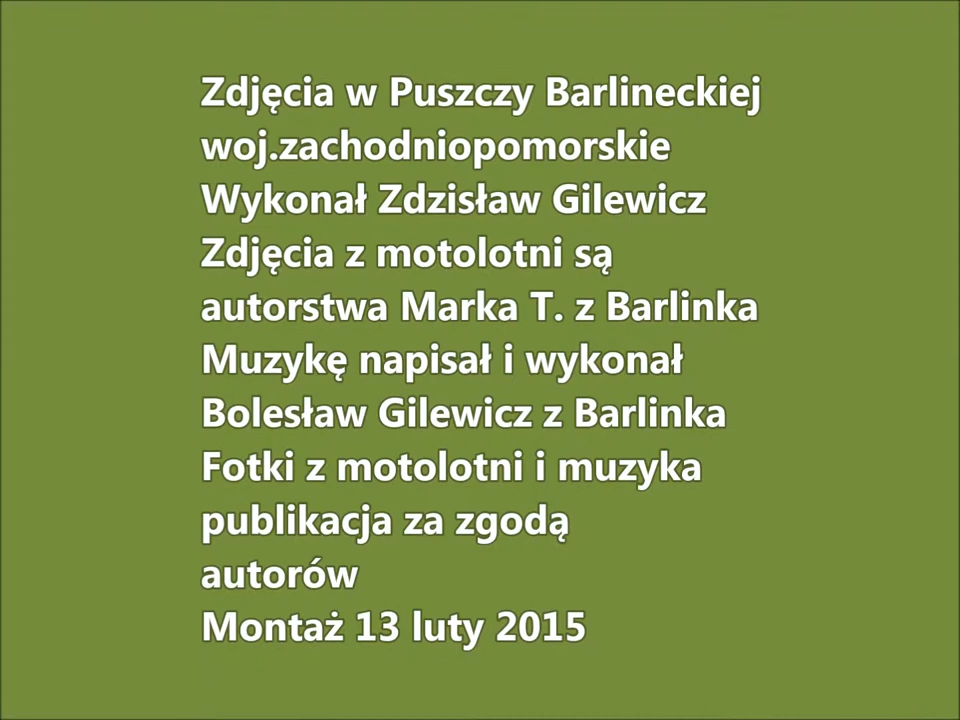 Zdjęcia w Puszczy Barlineckiej
woj.zachodniopomorskie
Wykonał Zdzisław Gilewicz
Zdjęcia z motolotni są
autorstwa Marka T. z Barlinka
Muzykę napisał i wykonał
Bolesław Gilewicz z Barlinka
Fotki z motolotni i muzyka
publikacja za zgodą
autorów
Montaż 13 luty 2015